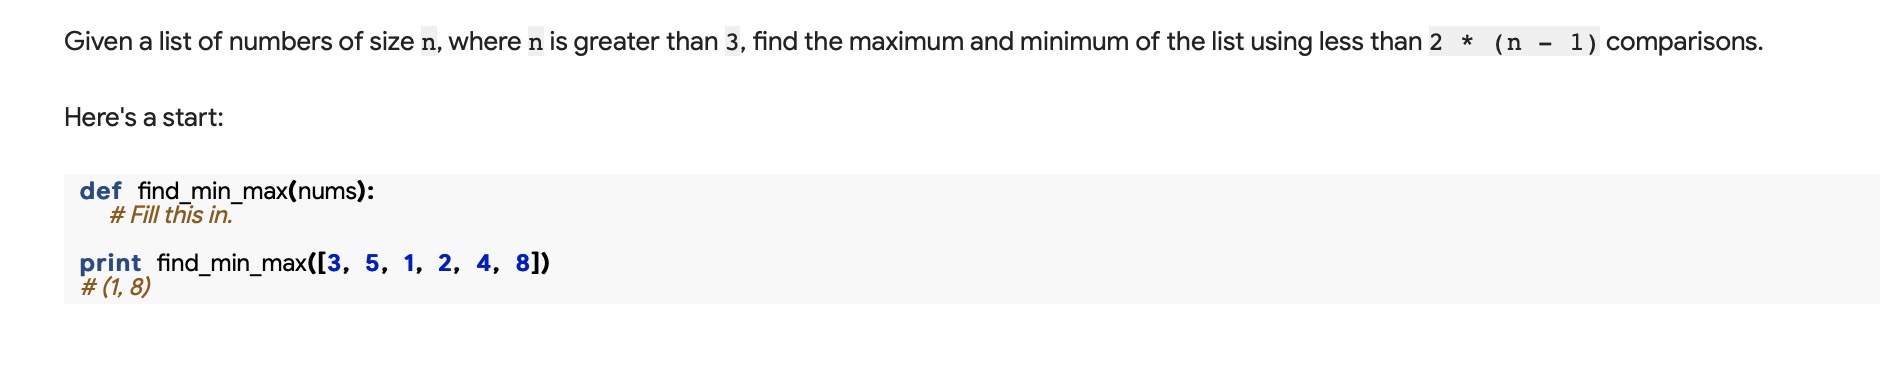 Given a list of numbers of size n, where n is greater than 3, find the maximum and minimum of the list using less than 2 * (n - 1) comparisons.
Here's a start:
def find_min_max(nums):
    # Fill this in.
print find_min_max([3, 5, 1, 2, 4, 8])
# (1, 8)